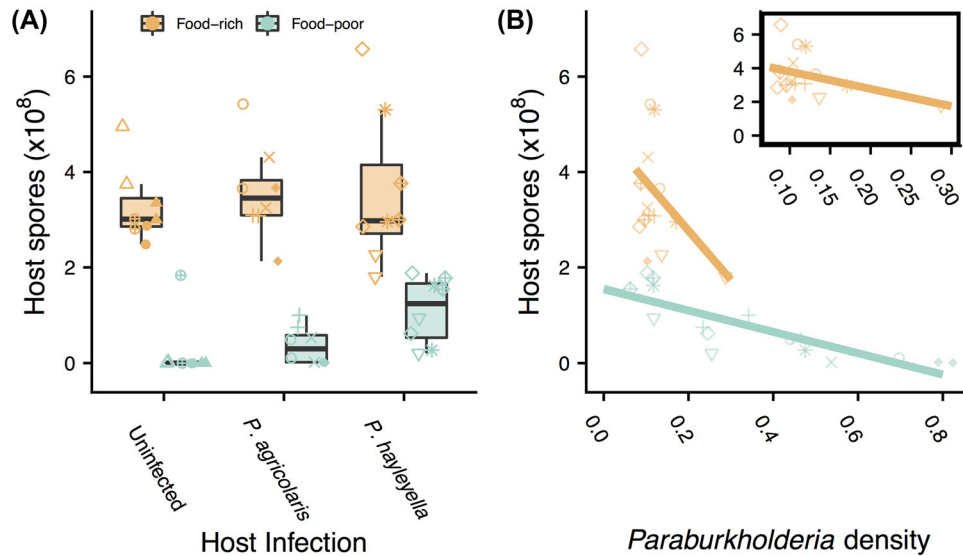 (A)
Food-rich Food-poor
Host spores (x10⁸)
6
4
2
0
Uninfected
P. agricolaris
P. hayleyella
Host Infection
(B)
Host spores (x10⁸)
6
4
2
0
0.0
0.2
0.4
0.6
0.8
Paraburkholderia density
6
4
2
0
0.10
0.15
0.20
0.25
0.30